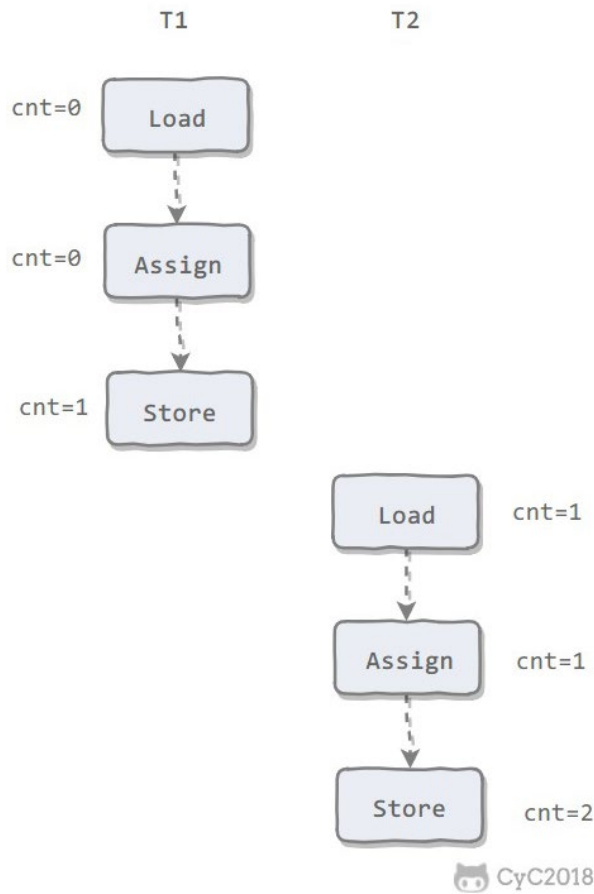 T1 T2
cnt=0 Load
cnt=0 Assign
cnt=1 Store
Load cnt=1
Assign cnt=1
Store cnt=2
CyC2018